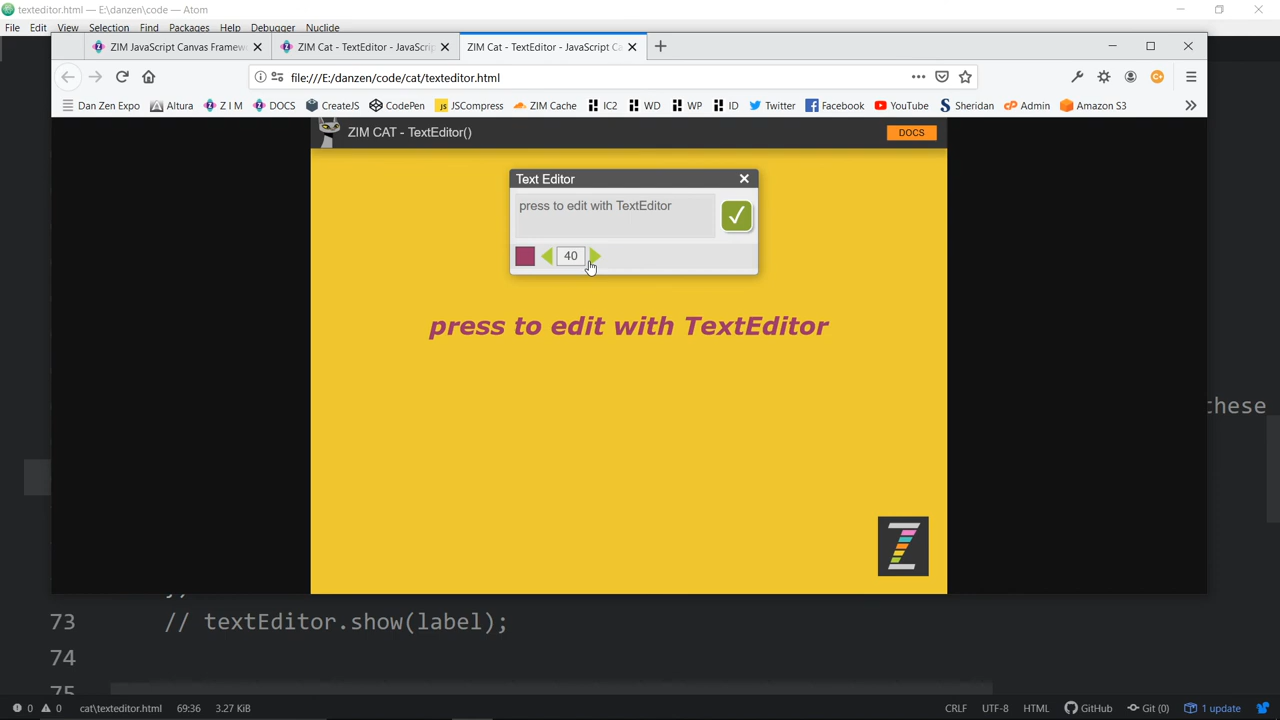 texteditor.html — E:\danzen\code — Atom
File Edit View Selection Find Packages Help Debugger Nuclide
ZIM JavaScript Canvas Framew
ZIM Cat - TextEditor - JavaScrip
ZIM Cat - TextEditor - JavaScript Ca
file:///E:/danzen/code/cat/texteditor.html
Dan Zen Expo Altura Z I M DOCS CreateJS CodePen JSCompress ZIM Cache IC2 WD WP ID Twitter Facebook YouTube Sheridan Admin Amazon S3
ZIM CAT - TextEditor()
DOCS
Text Editor
press to edit with TextEditor
40
press to edit with TextEditor
these
73 // textEditor.show(label);
74
75
0 0 cat\texteditor.html 69:36 3.27 KiB CRLF UTF-8 HTML GitHub Git (0) 1 update